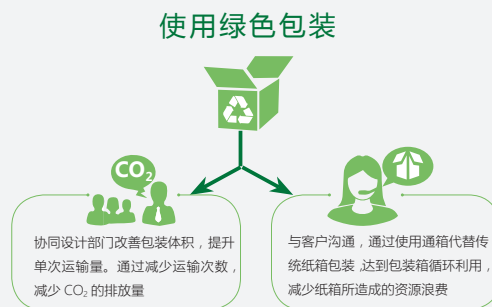 使用绿色包装
CO₂
协同设计部门改善包装体积，提升
单次运输量。通过减少运输次数，
减少 CO₂ 的排放量
与客户沟通，通过使用通箱代替传
统纸箱包装，达到包装箱循环利用，
减少纸箱所造成的资源浪费